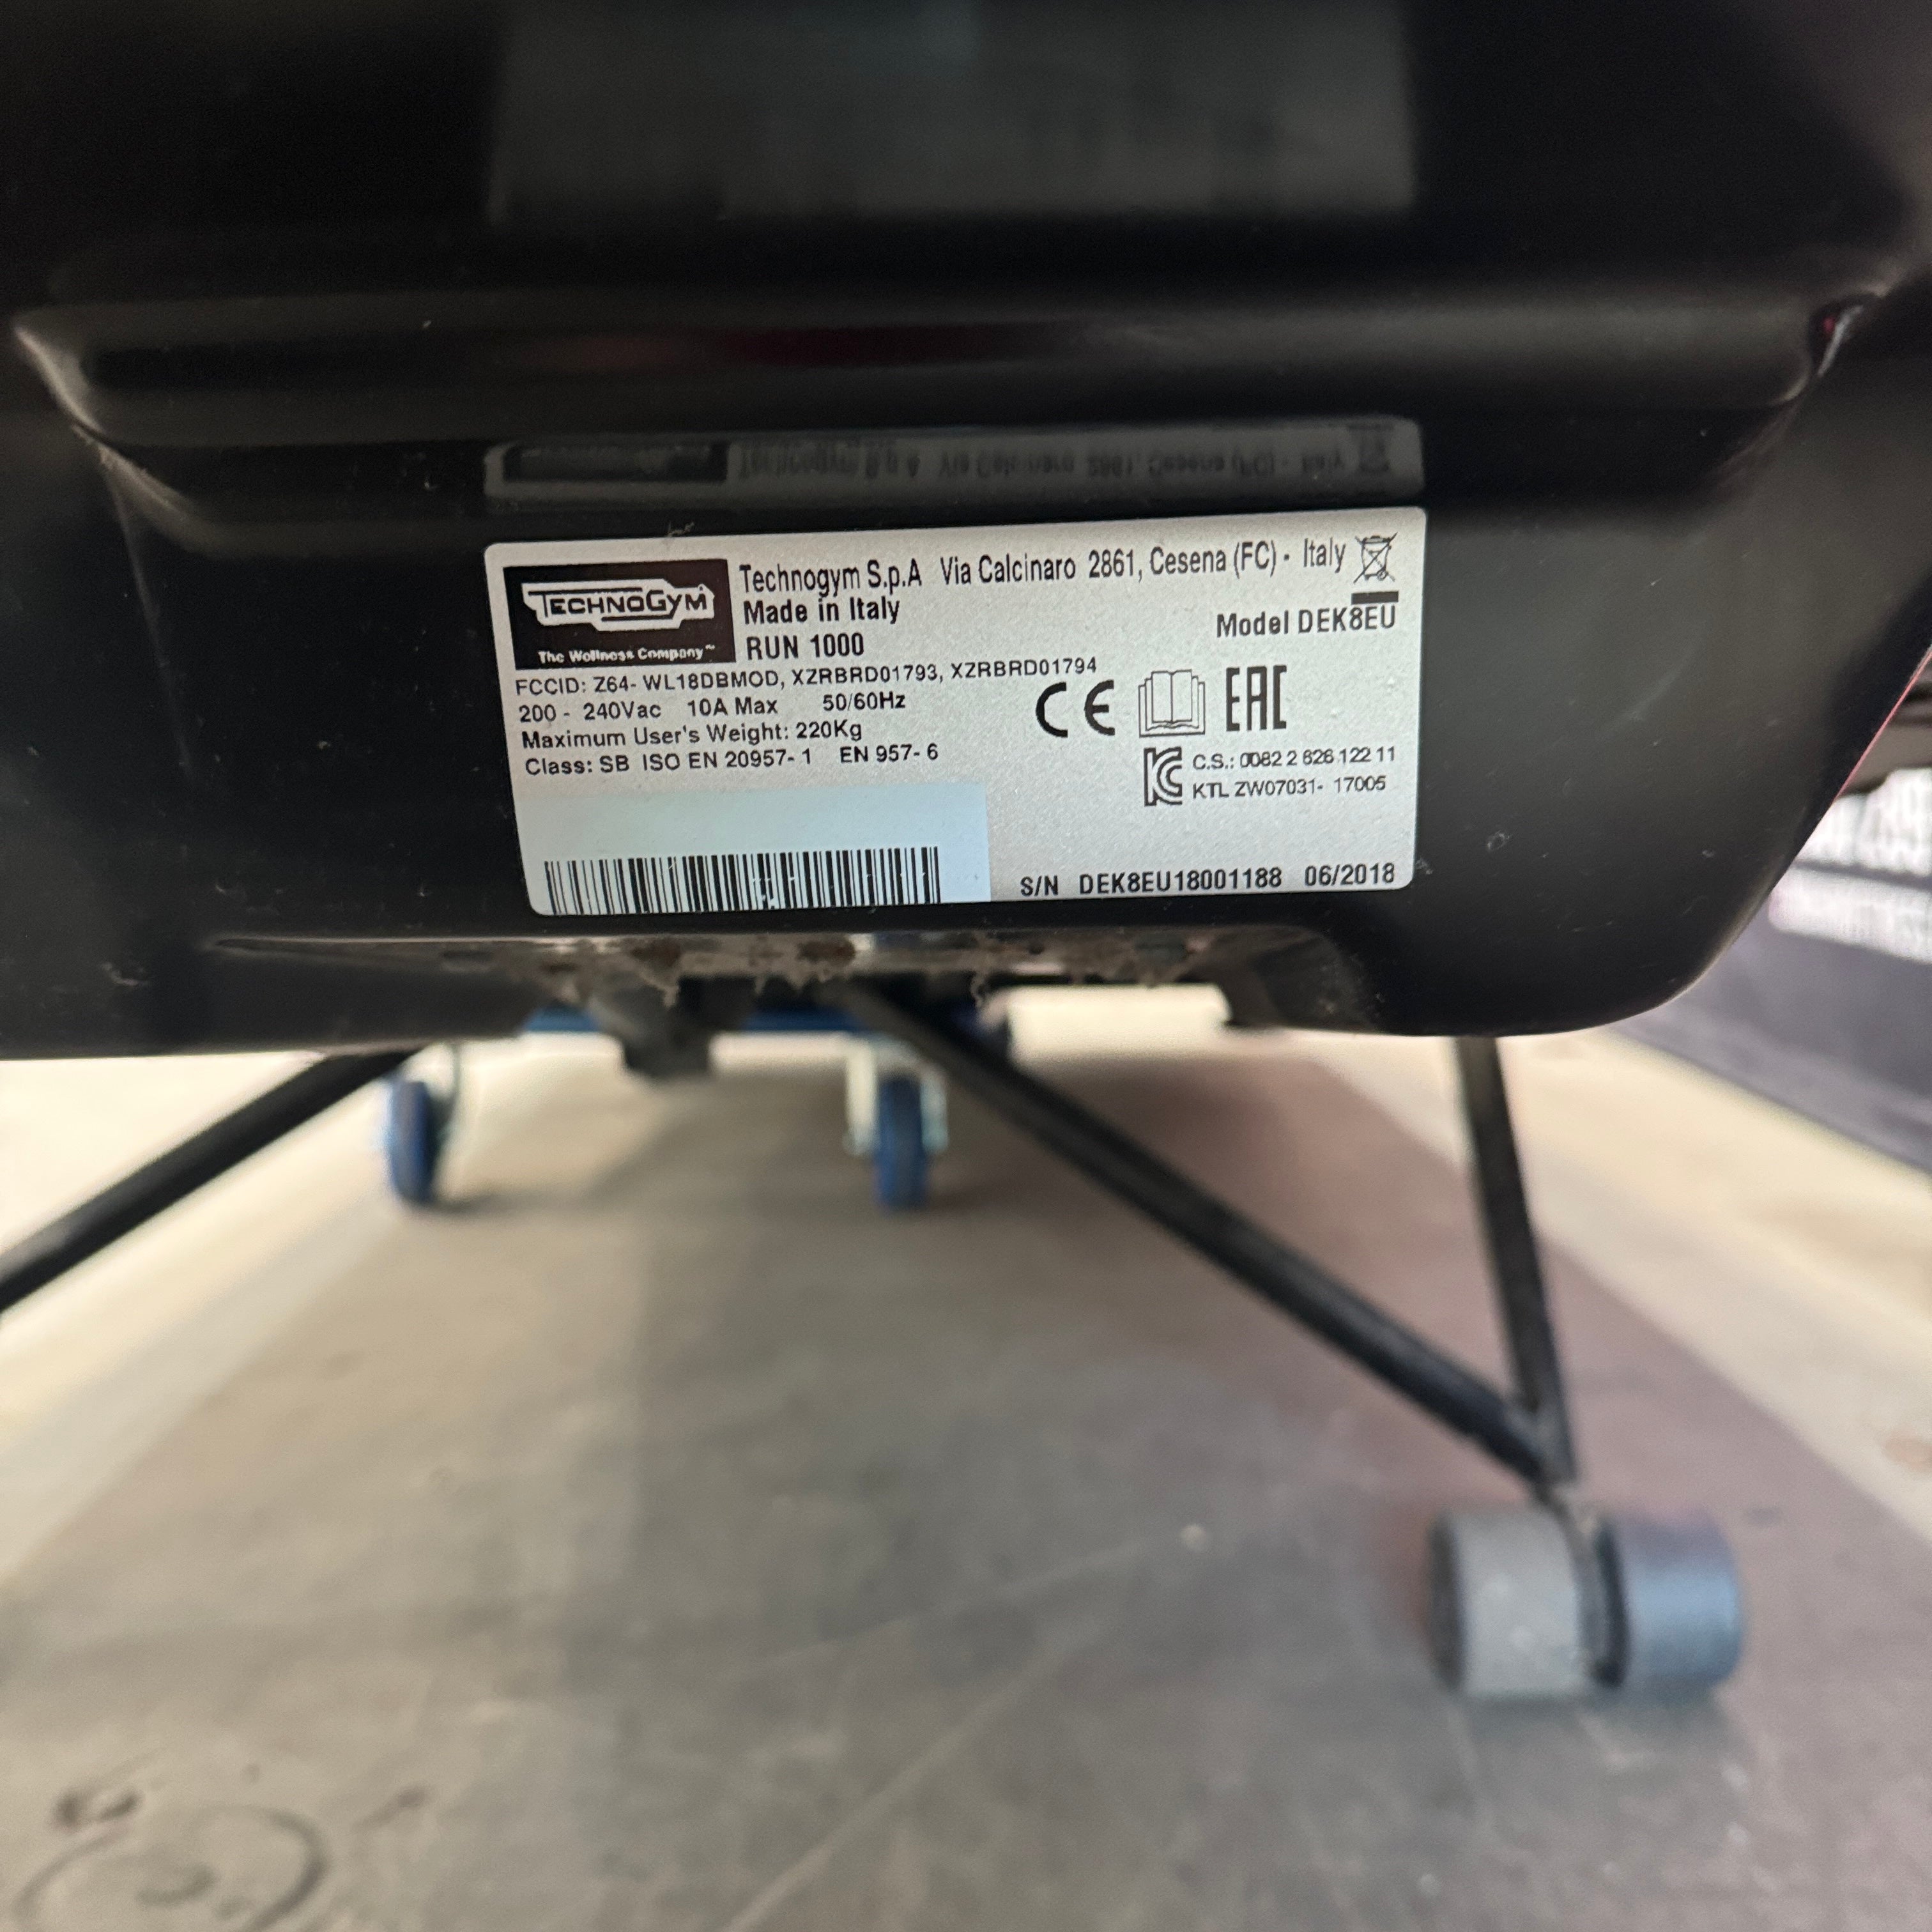 TECHNOGYM
The Wellness Company™
Technogym S.p.A Via Calcinaro 2861, Cesena (FC) - Italy
Made in Italy
RUN 1000
Model DEK8EU
FCCID: Z64- WL18DBMOD, XZRBRD01793, XZRBRD01794
200 - 240Vac 10A Max 50/60Hz
Maximum User's Weight: 220Kg
Class: SB ISO EN 20957- 1 EN 957- 6
CE
EAC
C.S.: 0082 2 626 122 11
KTL ZW07031- 17005
S/N DEK8EU18001188 06/2018